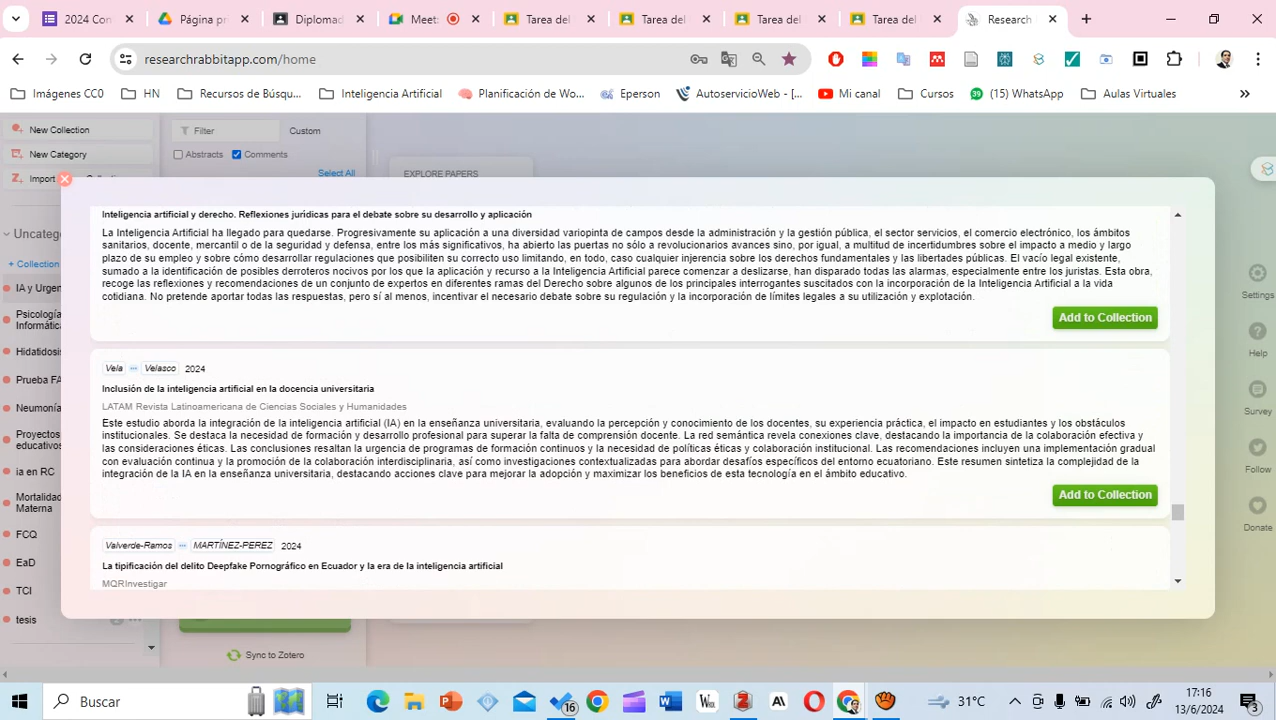 2024 Con
Página pri
Diplomad
Meet:
Tarea del
Tarea del
Tarea del
Tarea del
Research
researchrabbitapp.com/home
Imágenes CC0
HN
Recursos de Búsqu...
Inteligencia Artificial
Planificación de Wo...
Eperson
AutoservicioWeb - [...
Mi canal
Cursos
(15) WhatsApp
Aulas Virtuales
New Collection
New Category
Filter
Custom
Abstracts
Comments
Select All
EXPLORE PAPERS
Uncateg
+ Collection
IA y Urgen
Psicología
Informátic
Hidatidosis
Prueba FA
Neumonía
Proyectos
educativos
ia en RC
Mortalidad
Materna
FCQ
EaD
TCI
tesis
Inteligencia artificial y derecho. Reflexiones jurídicas para el debate sobre su desarrollo y aplicación
La Inteligencia Artificial ha llegado para quedarse. Progresivamente su aplicación a una diversidad variopinta de campos desde la administración y la gestión pública, el sector servicios, el comercio electrónico, los ámbitos
sanitarios, docente, mercantil o de la seguridad y defensa, entre los más significativos, ha abierto las puertas no sólo a revolucionarios avances sino, por igual, a multitud de incertidumbres sobre el impacto a medio y largo
plazo de su empleo y sobre cómo desarrollar regulaciones que posibiliten su correcto uso limitando, en todo, caso cualquier injerencia sobre los derechos fundamentales y las libertades públicas. El vacío legal existente,
sumado a la identificación de posibles derroteros nocivos por los que la aplicación y recurso a la Inteligencia Artificial parece comenzar a deslizarse, han disparado todas las alarmas, especialmente entre los juristas. Esta obra,
recoge las reflexiones y recomendaciones de un conjunto de expertos en diferentes ramas del Derecho sobre algunos de los principales interrogantes suscitados con la incorporación de la Inteligencia Artificial a la vida
cotidiana. No pretende aportar todas las respuestas, pero sí al menos, incentivar el necesario debate sobre su regulación y la incorporación de límites legales a su utilización y explotación.
Add to Collection
Vela ••• Velasco 2024
Inclusión de la inteligencia artificial en la docencia universitaria
LATAM Revista Latinoamericana de Ciencias Sociales y Humanidades
Este estudio aborda la integración de la inteligencia artificial (IA) en la enseñanza universitaria, evaluando la percepción y conocimiento de los docentes, su experiencia práctica, el impacto en estudiantes y los obstáculos
institucionales. Se destaca la necesidad de formación y desarrollo profesional para superar la falta de comprensión docente. La red semántica revela conexiones clave, destacando la importancia de la colaboración efectiva y
las consideraciones éticas. Las conclusiones resaltan la urgencia de programas de formación continuos y la necesidad de políticas éticas y colaboración institucional. Las recomendaciones incluyen una implementación gradual
con evaluación continua y la promoción de la colaboración interdisciplinaria, así como investigaciones contextualizadas para abordar desafíos específicos del entorno ecuatoriano. Este resumen sintetiza la complejidad de la
integración de la IA en la enseñanza universitaria, destacando acciones clave para mejorar la adopción y maximizar los beneficios de esta tecnología en el ámbito educativo.
Add to Collection
Valverde-Ramos ••• MARTÍNEZ-PEREZ 2024
La tipificación del delito Deepfake Pornográfico en Ecuador y la era de la inteligencia artificial
MQRInvestigar
Settings
Help
Survey
Follow
Donate
Sync to Zotero
Buscar
16
31°C
17:16
13/6/2024
3